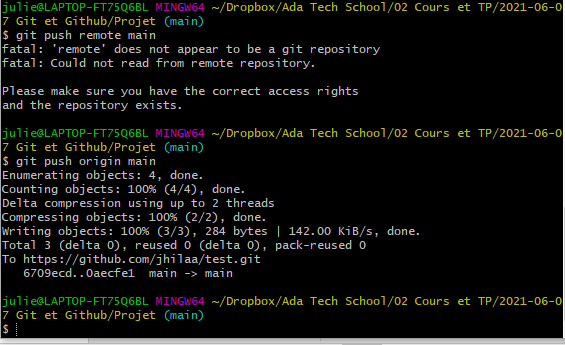 julie@LAPTOP-FT75Q6BL MINGW64 ~/Dropbox/Ada Tech School/02 Cours et TP/2021-06-0
7 Git et Github/Projet (main)
$ git push remote main
fatal: 'remote' does not appear to be a git repository
fatal: Could not read from remote repository.
Please make sure you have the correct access rights
and the repository exists.
julie@LAPTOP-FT75Q6BL MINGW64 ~/Dropbox/Ada Tech School/02 Cours et TP/2021-06-0
7 Git et Github/Projet (main)
$ git push origin main
Enumerating objects: 4, done.
Counting objects: 100% (4/4), done.
Delta compression using up to 2 threads
Compressing objects: 100% (2/2), done.
Writing objects: 100% (3/3), 284 bytes | 142.00 KiB/s, done.
Total 3 (delta 0), reused 0 (delta 0), pack-reused 0
To https://github.com/jhilaa/test.git
   6709ecd..0aecfe1  main -> main
julie@LAPTOP-FT75Q6BL MINGW64 ~/Dropbox/Ada Tech School/02 Cours et TP/2021-06-0
7 Git et Github/Projet (main)
$